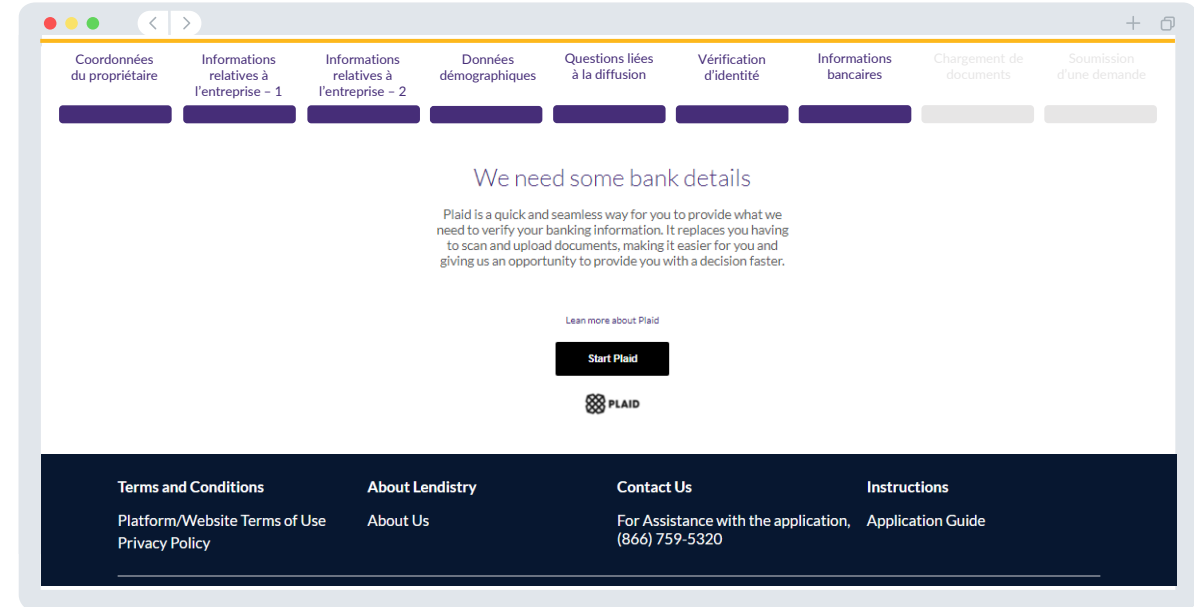 Coordonnées
du propriétaire
Informations
relatives à
l'entreprise – 1
Informations
relatives à
l'entreprise – 2
Données
démographiques
Questions liées
à la diffusion
Vérification
d'identité
Informations
bancaires
Chargement de
documents
Soumission
d'une demande
We need some bank details
Plaid is a quick and seamless way for you to provide what we
need to verify your banking information. It replaces you having
to scan and upload documents, making it easier for you and
giving us an opportunity to provide you with a decision faster.
Lean more about Plaid
Start Plaid
PLAID
Terms and Conditions
Platform/Website Terms of Use
Privacy Policy
About Lendistry
About Us
Contact Us
For Assistance with the application,
(866) 759-5320
Instructions
Application Guide